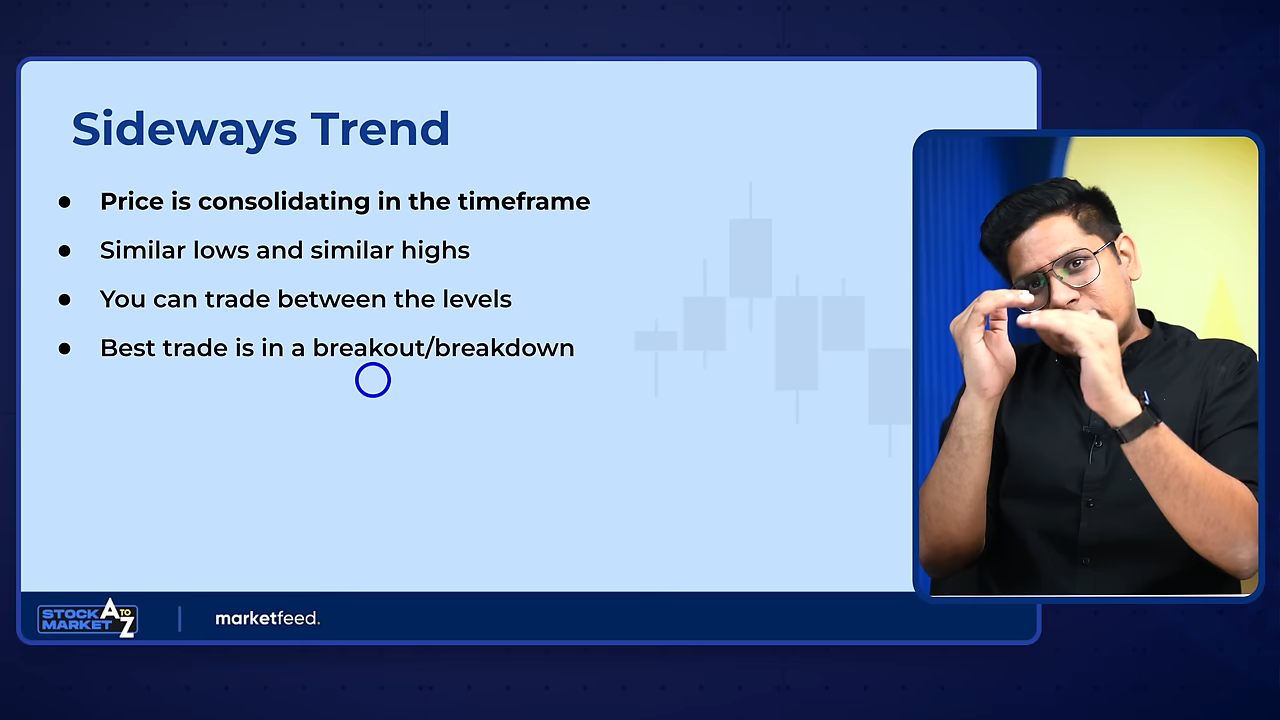 Sideways Trend
● Price is consolidating in the timeframe
● Similar lows and similar highs
● You can trade between the levels
● Best trade is in a breakout/breakdown
STOCK A TO Z
MARKET
marketfeed.